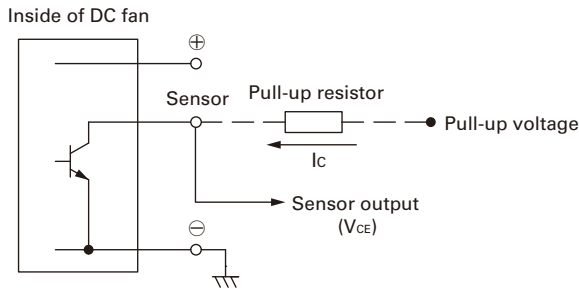 Inside of DC fan
⊕
Sensor
Pull-up resistor
Pull-up voltage
Ic
Sensor output
(VCE)
⊖